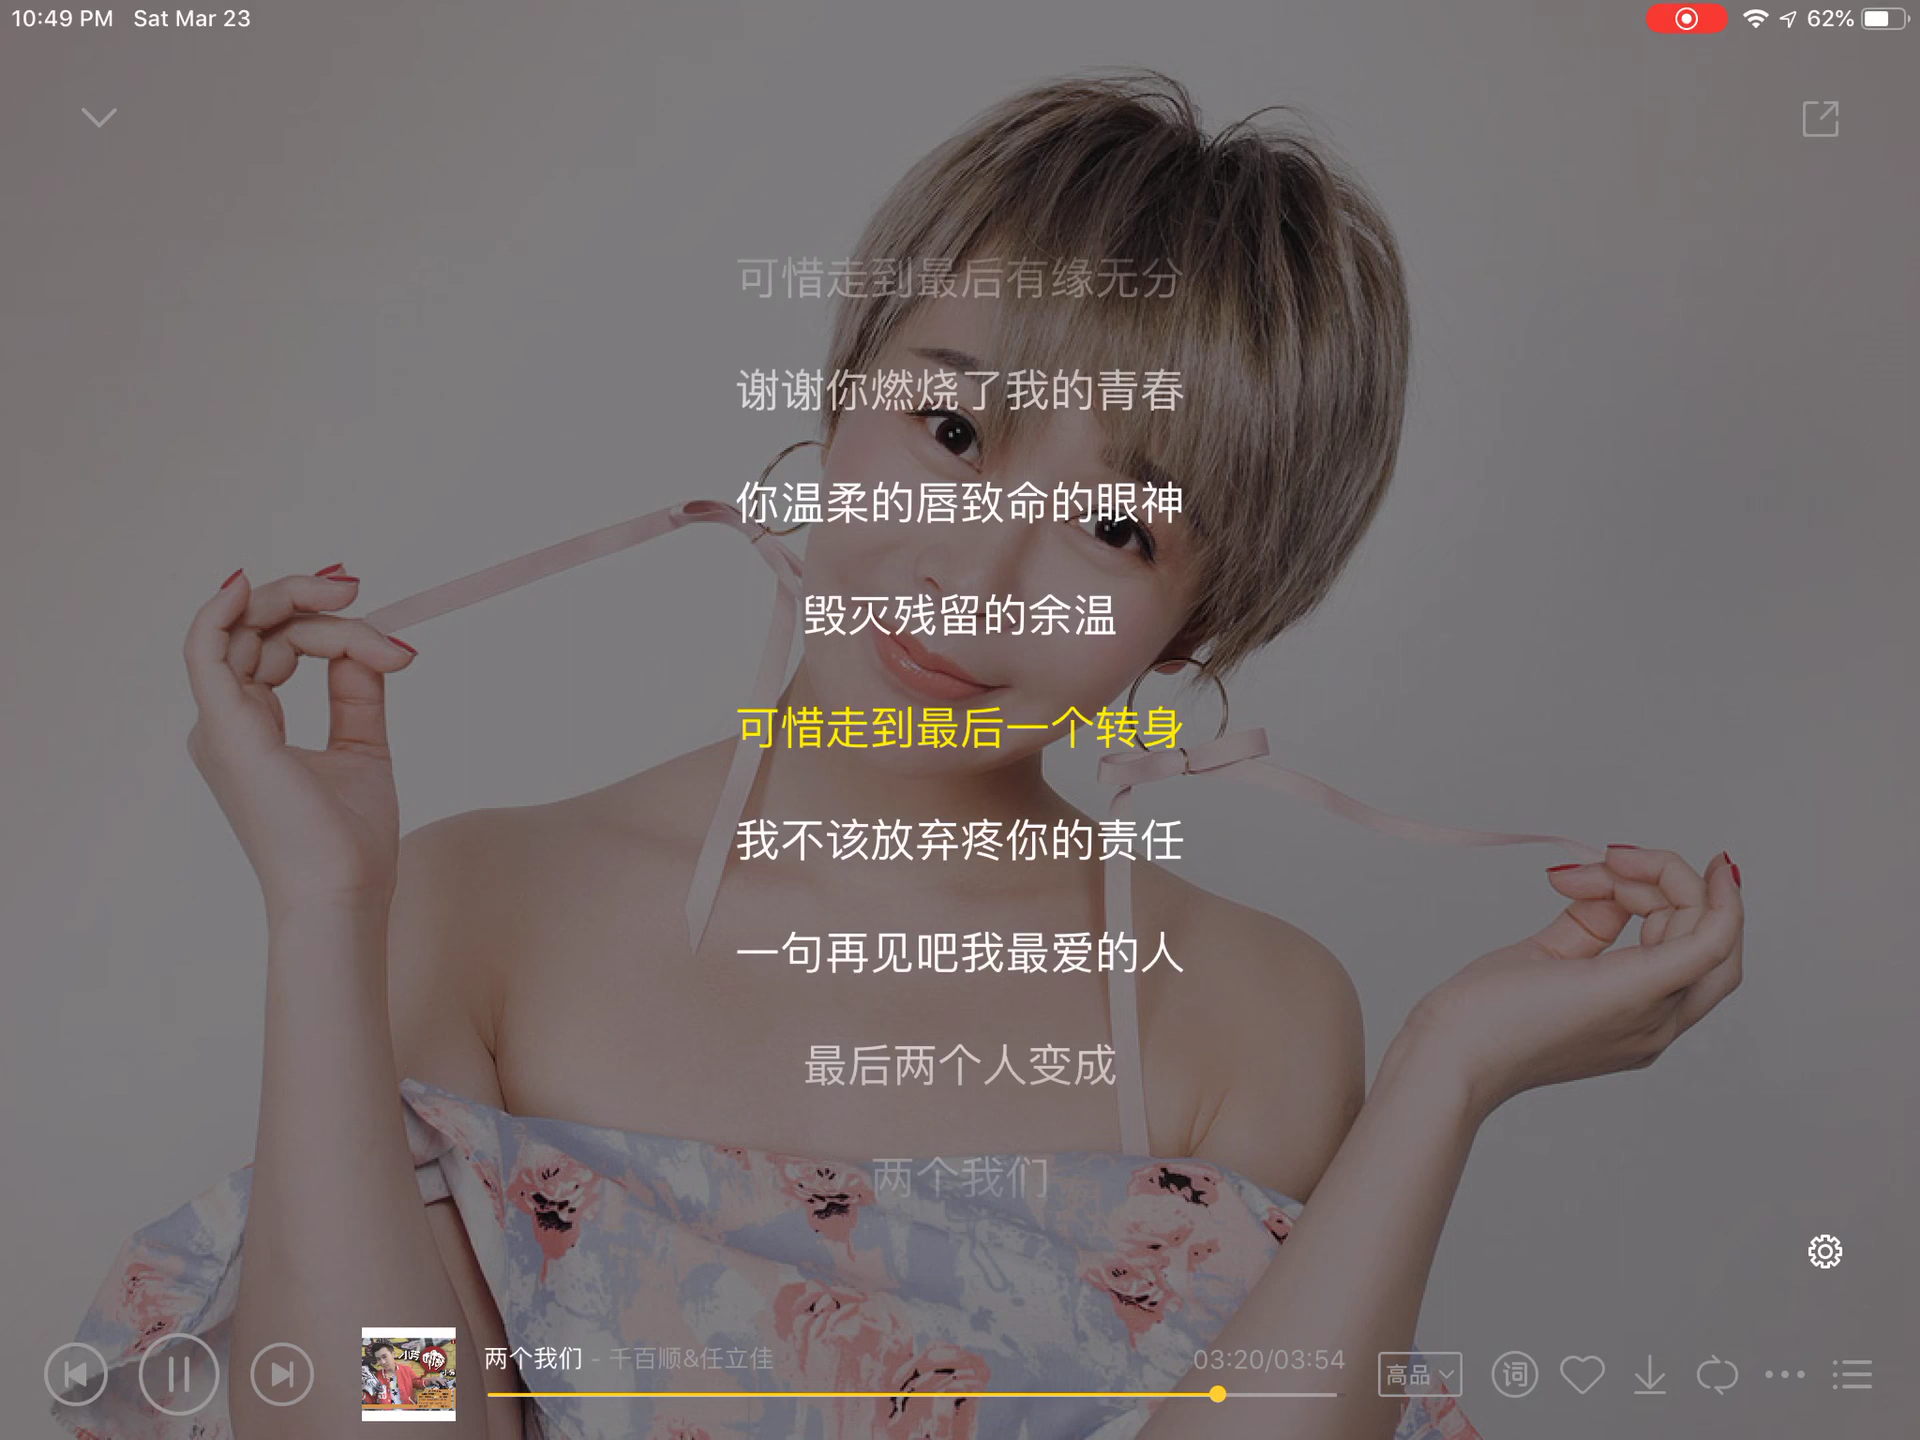 10:49 PM Sat Mar 23
62%
可惜走到最后有缘无分
谢谢你燃烧了我的青春
你温柔的唇致命的眼神
毁灭残留的余温
可惜走到最后一个转身
我不该放弃疼你的责任
一句再见吧我最爱的人
最后两个人变成
两个我们
两个我们 - 千百顺&任立佳
03:20/03:54
高品
词